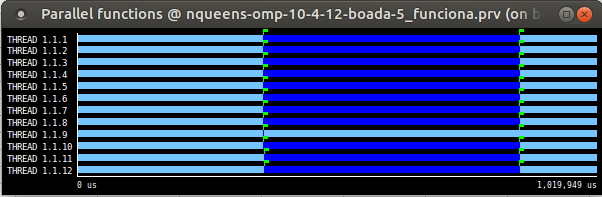 Parallel functions @ nqueens-omp-10-4-12-boada-5_funciona.prv (on b
THREAD 1.1.1
THREAD 1.1.2
THREAD 1.1.3
THREAD 1.1.4
THREAD 1.1.5
THREAD 1.1.6
THREAD 1.1.7
THREAD 1.1.8
THREAD 1.1.9
THREAD 1.1.10
THREAD 1.1.11
THREAD 1.1.12
0 us 1,019,949 us